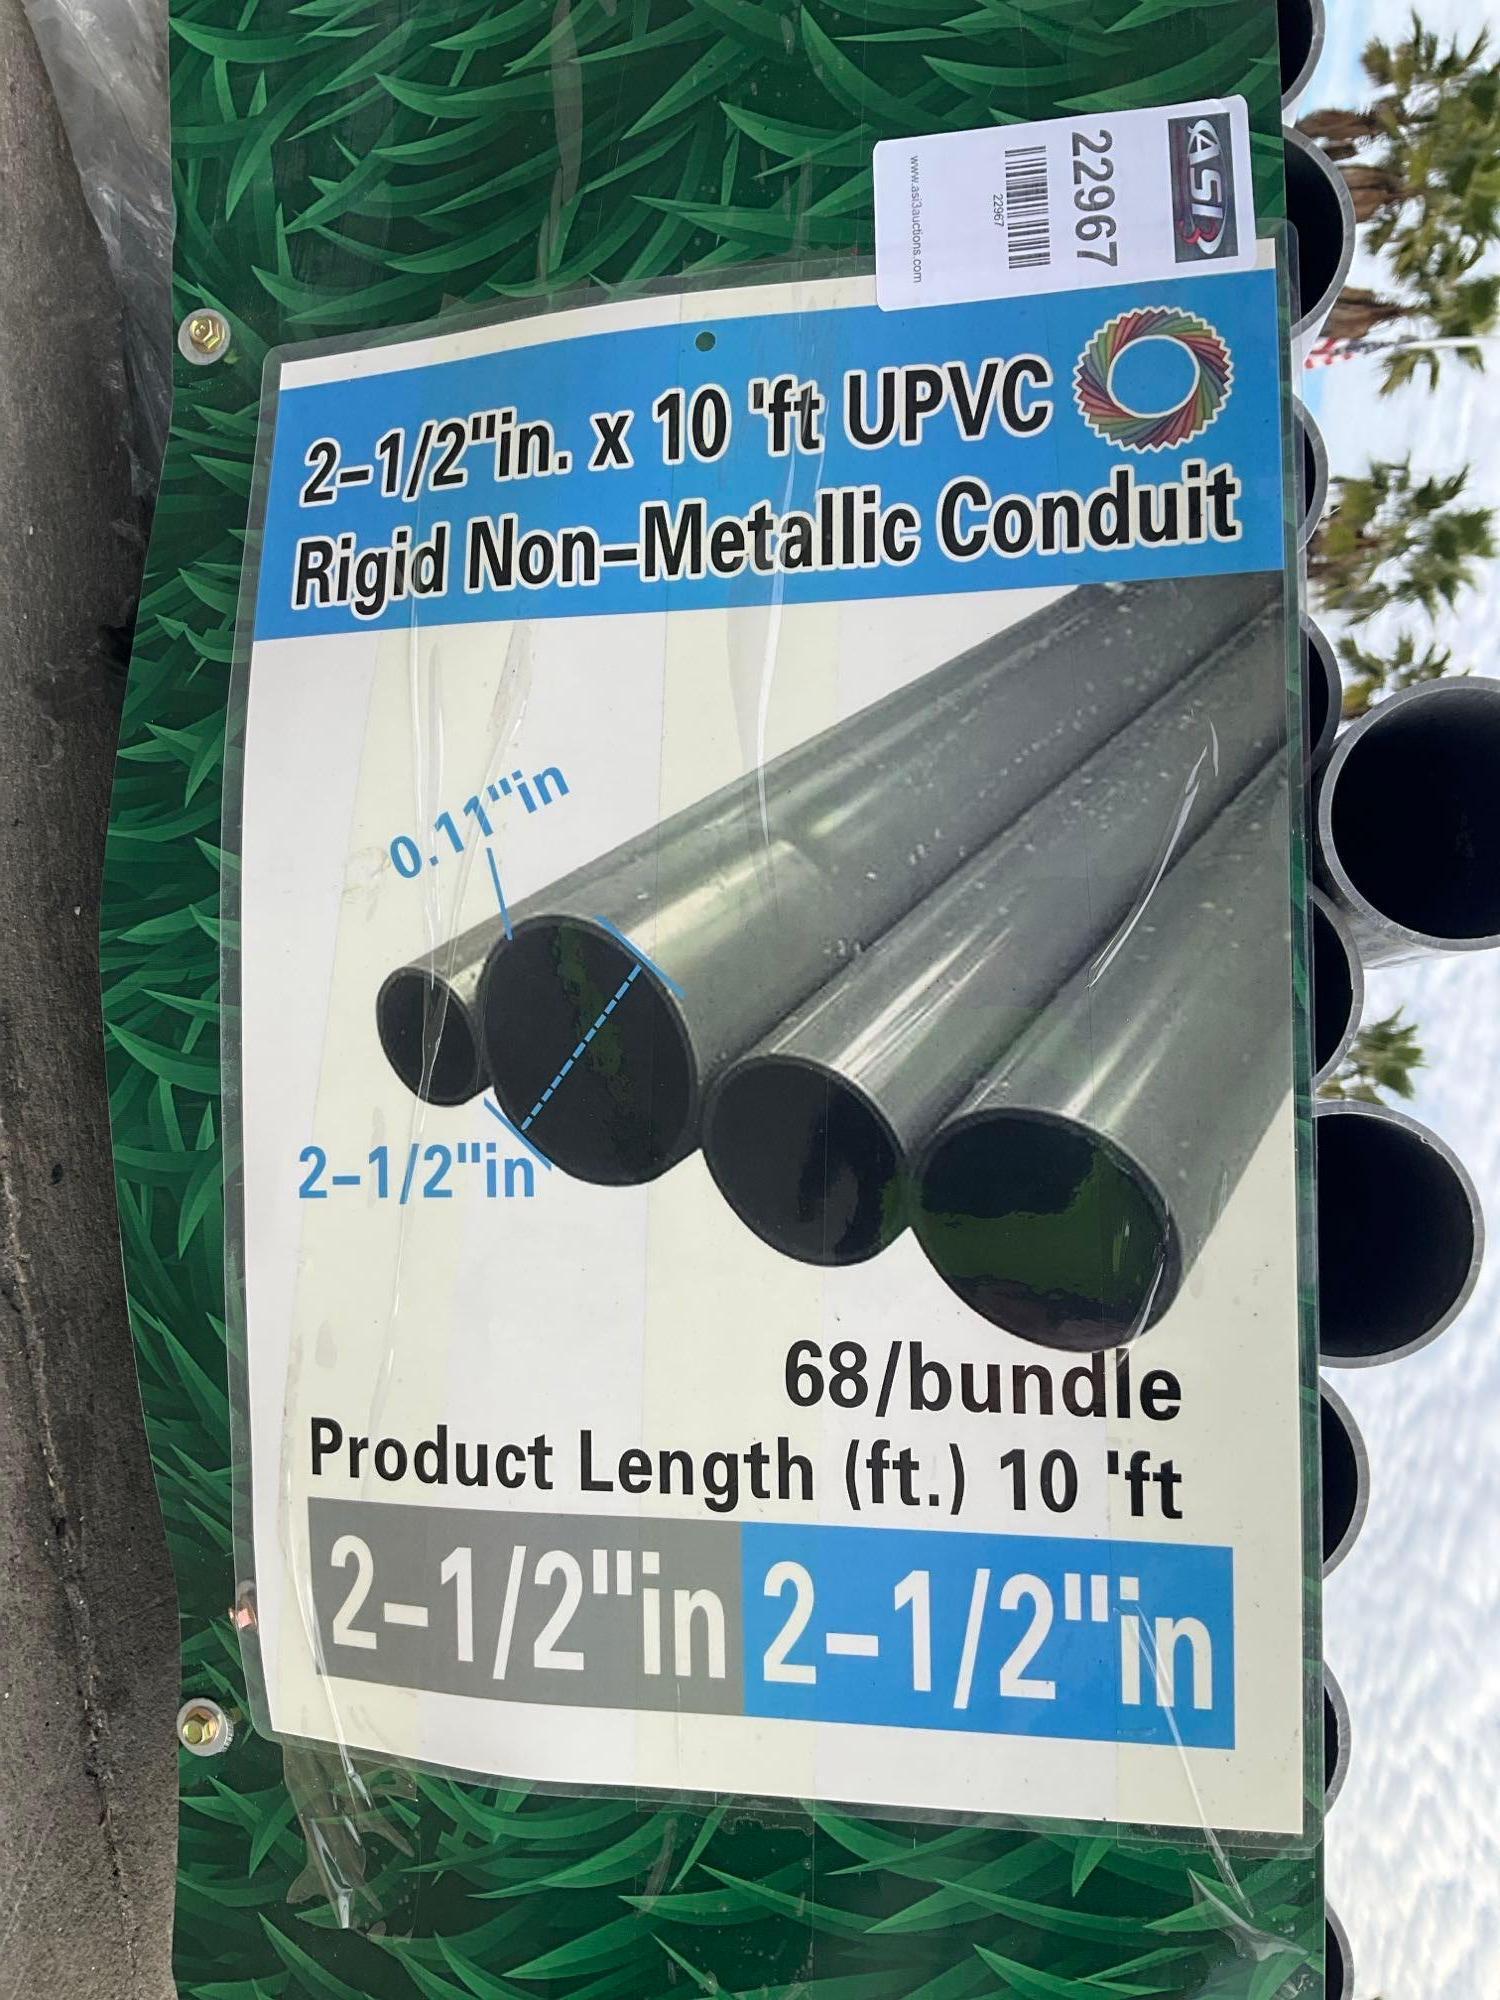 ASI3
22967
22967
www.asi3auctions.com
2-1/2"in. x 10 'ft UPVC
Rigid Non-Metallic Conduit
0.11"in
2-1/2"in
68/bundle
Product Length (ft.) 10 'ft
2-1/2"in 2-1/2"in